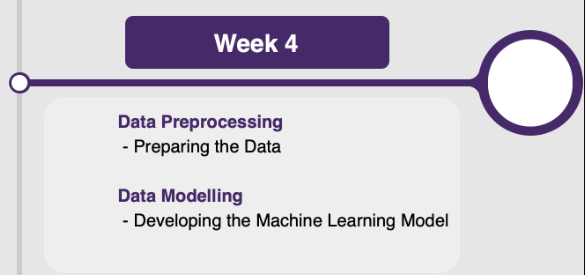 Week 4
Data Preprocessing
- Preparing the Data
Data Modelling
- Developing the Machine Learning Model